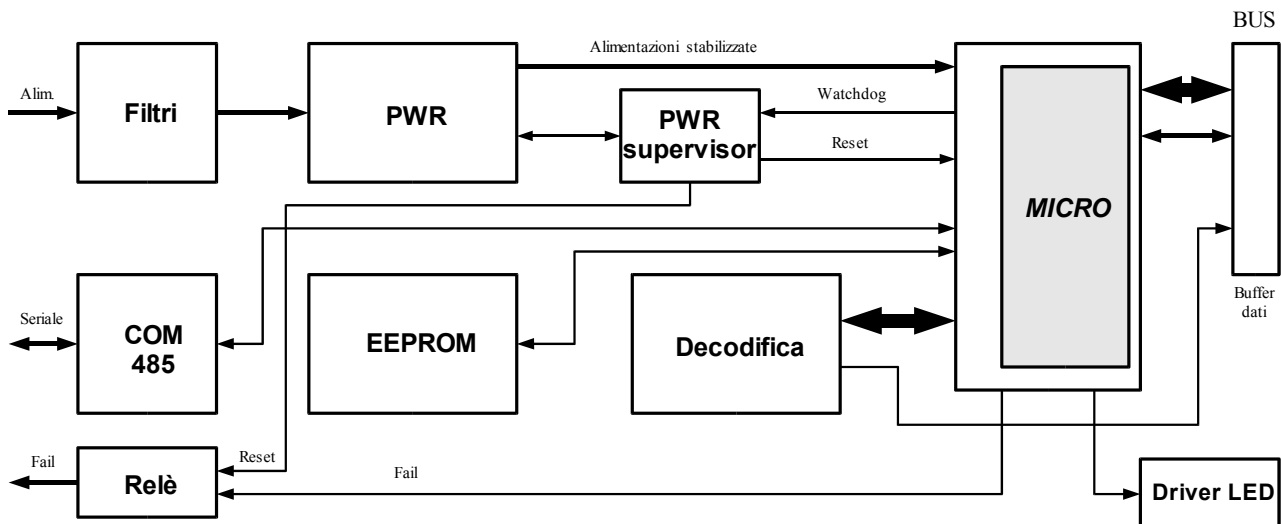 BUS
Alimentazioni stabilizzate
Alim.
Filtri
PWR
Watchdog
PWR
supervisor
Reset
MICRO
Seriale
COM
485
EEPROM
Decodifica
Buffer
dati
Fail
Relè
Reset
Fail
Driver LED